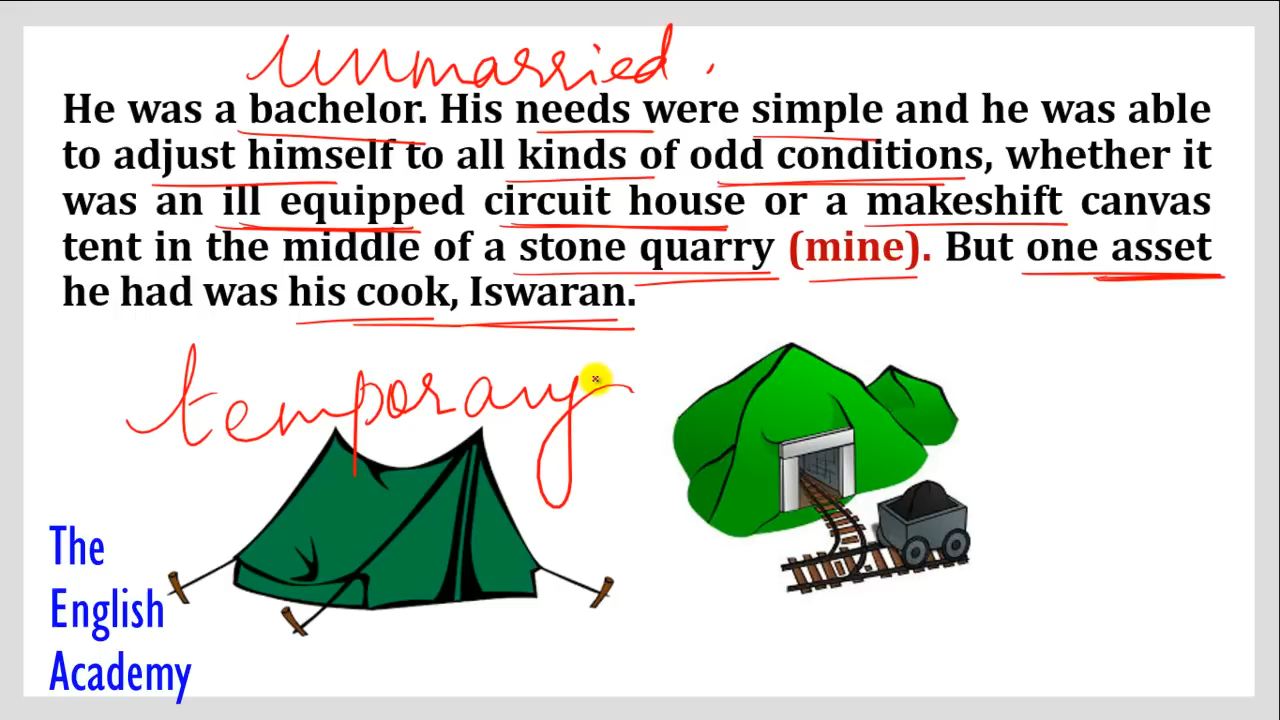 unmarried.
He was a bachelor. His needs were simple and he was able
to adjust himself to all kinds of odd conditions, whether it
was an ill equipped circuit house or a makeshift canvas
tent in the middle of a stone quarry (mine). But one asset
he had was his cook, Iswaran.
temporary
The
English
Academy